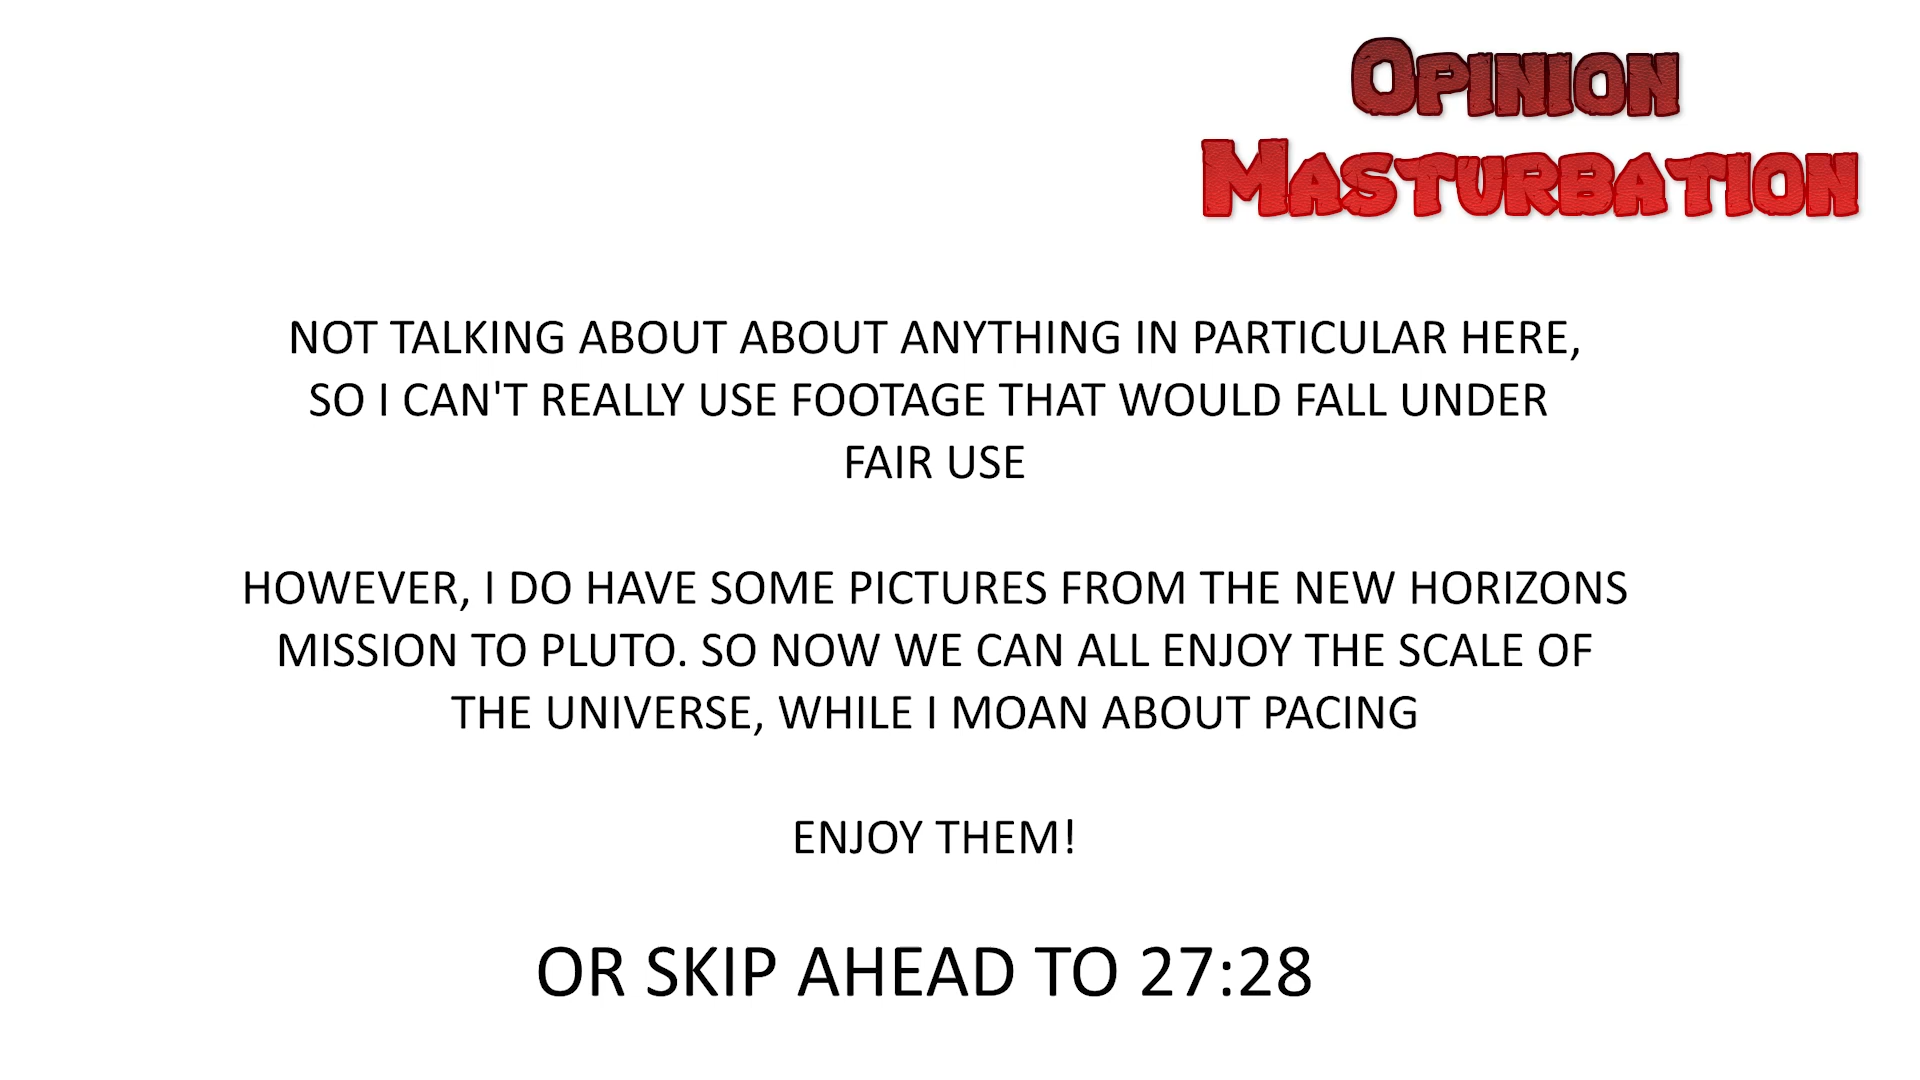 OPINION
MASTURBATION
NOT TALKING ABOUT ABOUT ANYTHING IN PARTICULAR HERE,
SO I CAN'T REALLY USE FOOTAGE THAT WOULD FALL UNDER
FAIR USE
HOWEVER, I DO HAVE SOME PICTURES FROM THE NEW HORIZONS
MISSION TO PLUTO. SO NOW WE CAN ALL ENJOY THE SCALE OF
THE UNIVERSE, WHILE I MOAN ABOUT PACING
ENJOY THEM!
OR SKIP AHEAD TO 27:28